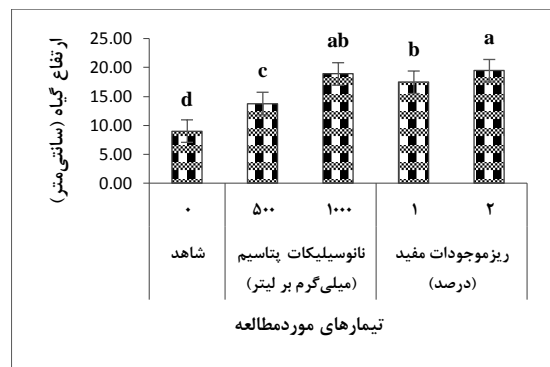 ارتفاع گیاه (سانتی‌متر)
25.00
20.00
15.00
10.00
5.00
0.00
d
c
ab
b
a
۰
۵۰۰
۱۰۰۰
۱
۲
شاهد
نانوسیلیکات پتاسیم
(میلی‌گرم بر لیتر)
ریزموجودات مفید
(درصد)
تیمارهای موردمطالعه